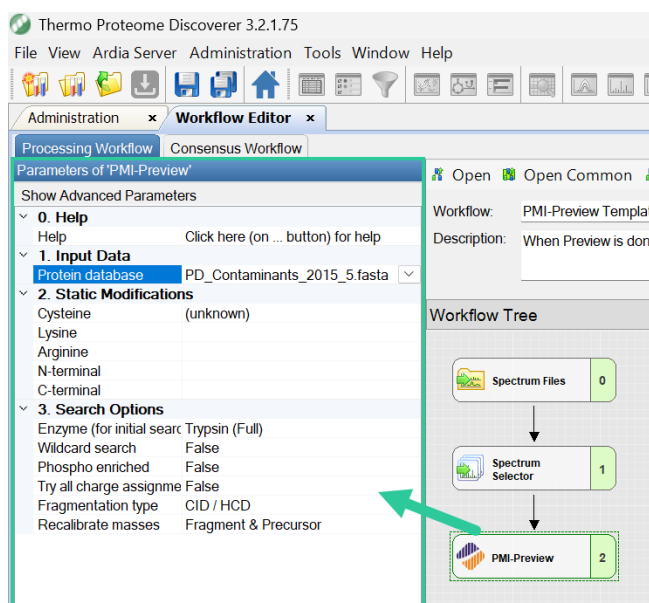 Thermo Proteome Discoverer 3.2.1.75
File View Ardia Server Administration Tools Window Help
Administration x Workflow Editor x
Processing Workflow Consensus Workflow
Parameters of 'PMI-Preview'
Show Advanced Parameters
0. Help
Help Click here (on ... button) for help
1. Input Data
Protein database PD_Contaminants_2015_5.fasta
2. Static Modifications
Cysteine (unknown)
Lysine
Arginine
N-terminal
C-terminal
3. Search Options
Enzyme (for initial searc Trypsin (Full)
Wildcard search False
Phospho enriched False
Try all charge assignme False
Fragmentation type CID / HCD
Recalibrate masses Fragment & Precursor
Open Open Common
Workflow: PMI-Preview Templat
Description: When Preview is don
Workflow Tree
Spectrum Files 0
Spectrum
Selector 1
PMI-Preview 2